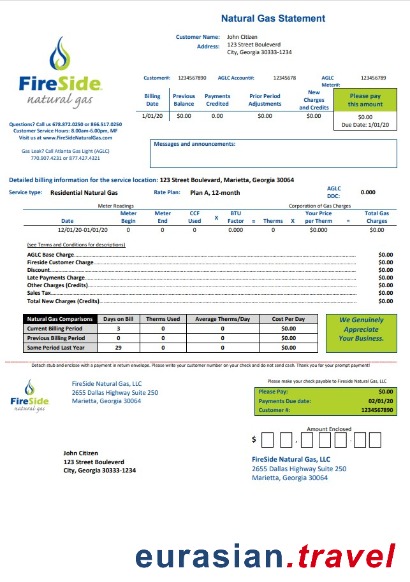 Natural Gas Statement
Customer Name: John Citizen
Address: 123 Street Bouleverd
City, Georgia 30033-1234
FireSide
natural gas
Customer#: 1234567890 AGLC Account#: 12345678 AGLC Meter#: 123456789
Billing Date Previous Balance Payments Credited Prior Period Adjustments New Charges and Credits Please pay this amount
1/01/20 $0.00 $0.00 $0.00 $0.00 $0.00
Due Date: 1/01/20
Questions? Call us 678.872.0250 or 866.517.0250
Customer Service Hours: 8.00am-6.00pm, MF
Visit us at www.FireSideNaturalGas.com
Gas Leak? Call Atlanta Gas Light (AGLC)
770.907.4231 or 877.427.4321
Messages and announcements:
Detailed billing information for the service location: 123 Street Bouleverd, Marietta, Georgia 30064
Service type: Residential Natural Gas Rate Plan: Plan A, 12-month AGLC DDC: 0.000
Meter Readings Corporation of Gas Charges
Date Meter Begin Meter End CCF Used X BTU Factor = Therms X Your Price per Therm = Total Gas Charges
12/01/20-01/01/20 0 0 0 0.000 0 $0.000 $0.00
(see Terms and Conditions for descriptions)
AGLC Base Charge $0.00
Fireside Customer Charge $0.00
Discount $0.00
Late Payments Charge $0.00
Other Charges (Credits) $0.00
Sales Tax $0.00
Total New Charges (Credits) $0.00
Natural Gas Comparisons Days on Bill Therms Used Average Therms/Day Cost Per Day
Current Billing Period 3 0 0 $0.00
Previous Billing Period 0 0 0 $0.00
Same Period Last Year 29 0 0 $0.00
We Genuinely
Appreciate
Your Business.
Detach stub and enclose with a payment in return envelope. Please write your customer number on your check and do not send cash. Thank you for your prompt payment!
FireSide
natural gas
FireSide Natural Gas, LLC
2655 Dallas Highway Suite 250
Marietta, Georgia 30064
Please make your check payable to Fireside Natural Gas, LLC
Please Pay: $0.00
Payments Due date: 02/01/20
Customer #: 1234567890
Amount Enclosed
$ , .
John Citizen
123 Street Bouleverd
City, Georgia 30333-1234
FireSide Natural Gas, LLC
2655 Dallas Highway Suite 250
Marietta, Georgia 30064
eurasian.travel